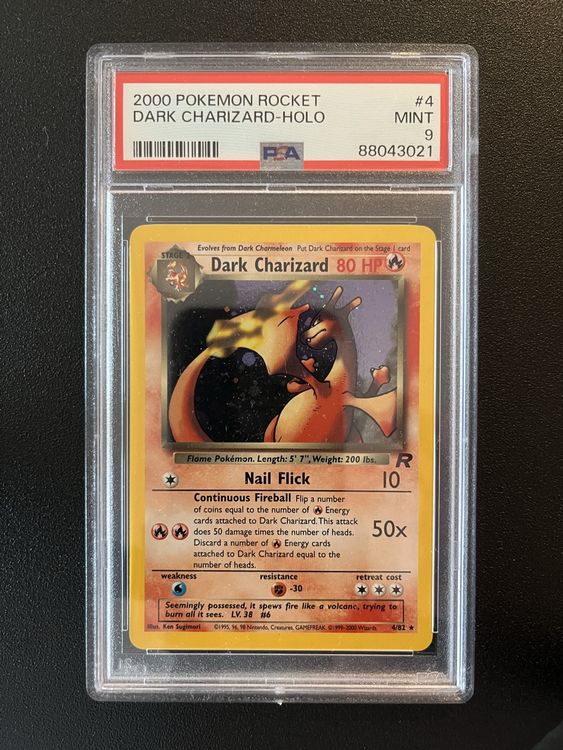 2000 POKEMON ROCKET #4
DARK CHARIZARD-HOLO MINT
9
PSA 88043021
Evolves from Dark Charmeleon Put Dark Charizard on the Stage 1 card
STAGE 2
Dark Charizard 80 HP
Flame Pokémon. Length: 5' 7", Weight: 200 lbs.
R
Nail Flick 10
Continuous Fireball Flip a number
of coins equal to the number of Energy
cards attached to Dark Charizard. This attack
does 50 damage times the number of heads.
Discard a number of Energy cards
attached to Dark Charizard equal to the
number of heads.
50x
weakness resistance retreat cost
-30
Seemingly possessed, it spews fire like a volcano, trying to
burn all it sees. LV. 38 #6
Illus. Ken Sugimori ©1995, 96, 98 Nintendo, Creatures, GAMEFREAK. ©1999-2000 Wizards. 4/82 ★